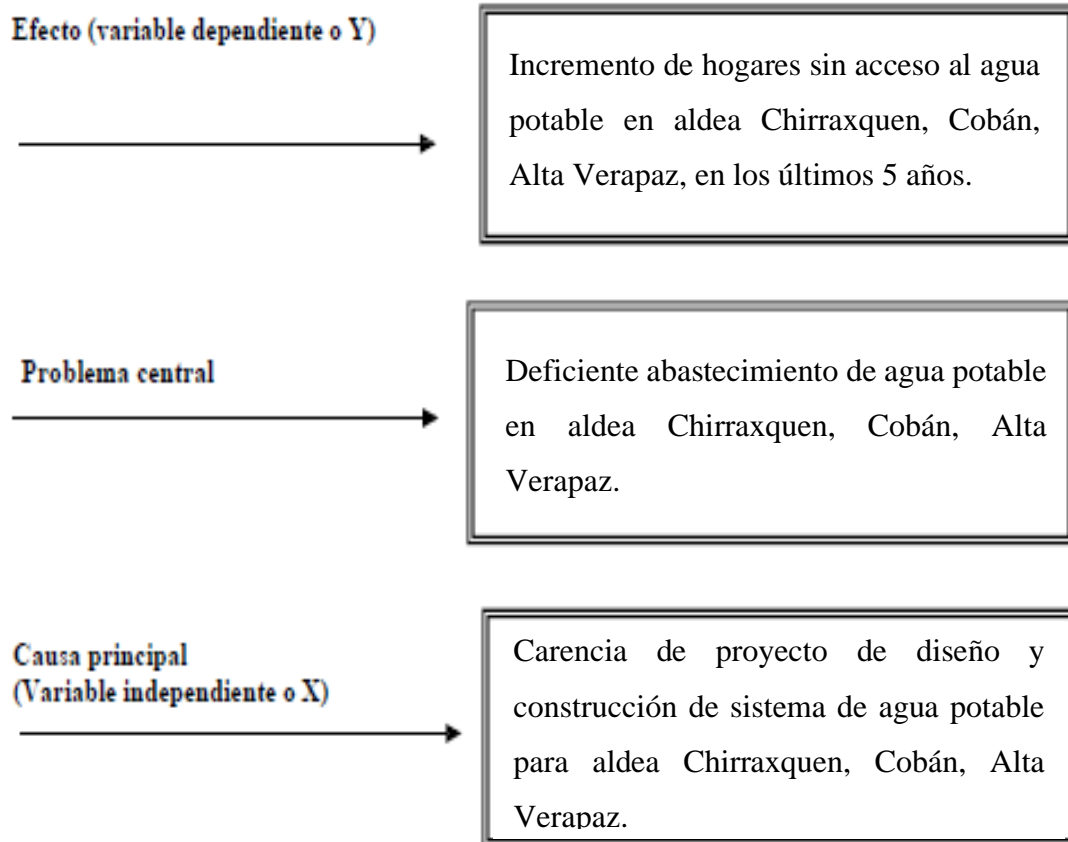 Efecto (variable dependiente o Y)
Incremento de hogares sin acceso al agua
potable en aldea Chirraxquen, Cobán,
Alta Verapaz, en los últimos 5 años.
Problema central
Deficiente abastecimiento de agua potable
en aldea Chirraxquen, Cobán, Alta
Verapaz.
Causa principal
(Variable independiente o X)
Carencia de proyecto de diseño y
construcción de sistema de agua potable
para aldea Chirraxquen, Cobán, Alta
Verapaz.